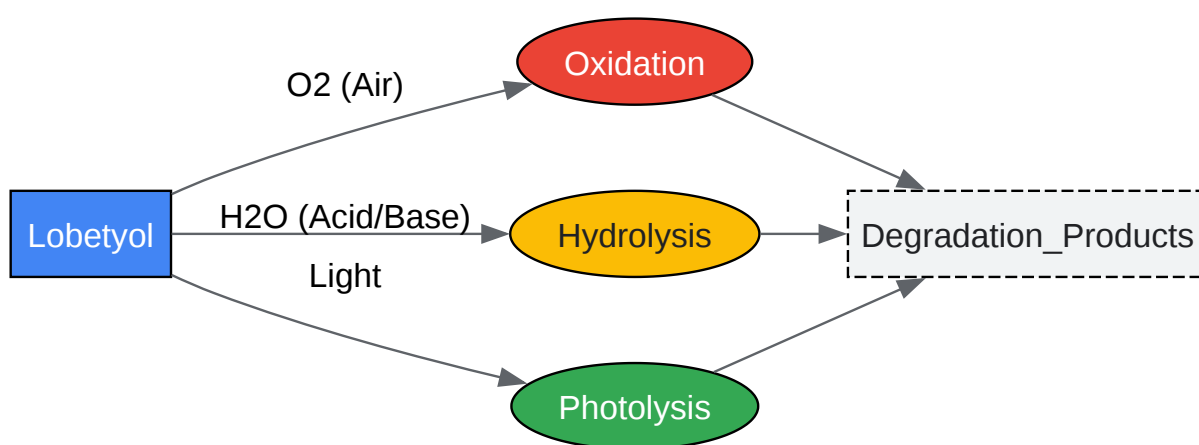 Oxidation
O2 (Air)
Lobetyol
H2O (Acid/Base)
Hydrolysis
Degradation_Products
Light
Photolysis